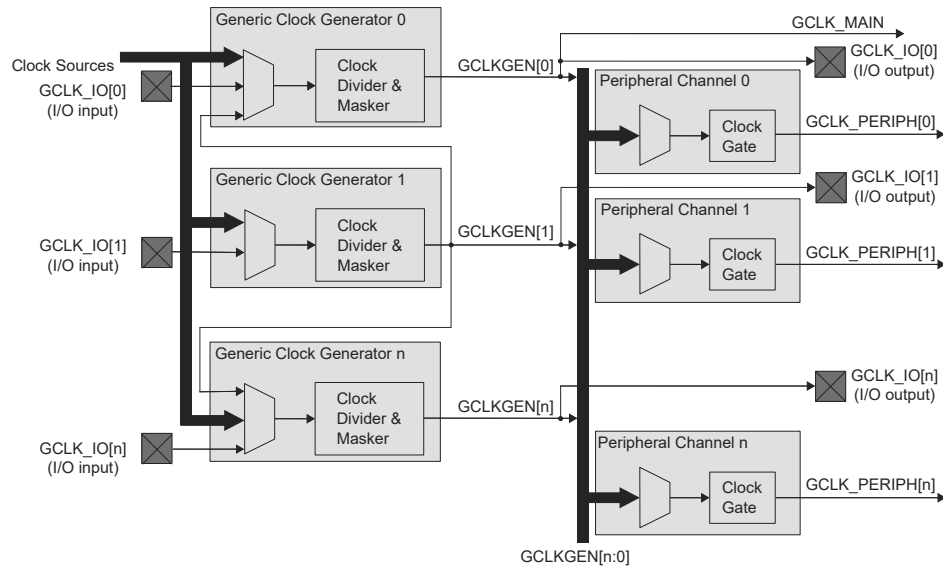 Generic Clock Generator 0
Clock Sources
GCLK_IO[0]
(I/O input)
Clock
Divider &
Masker
GCLKGEN[0]
GCLK_MAIN
GCLK_IO[0]
(I/O output)
Peripheral Channel 0
Clock
Gate
GCLK_PERIPH[0]
Generic Clock Generator 1
GCLK_IO[1]
(I/O input)
Clock
Divider &
Masker
GCLKGEN[1]
GCLK_IO[1]
(I/O output)
Peripheral Channel 1
Clock
Gate
GCLK_PERIPH[1]
Generic Clock Generator n
GCLK_IO[n]
(I/O input)
Clock
Divider &
Masker
GCLKGEN[n]
GCLK_IO[n]
(I/O output)
Peripheral Channel n
Clock
Gate
GCLK_PERIPH[n]
GCLKGEN[n:0]